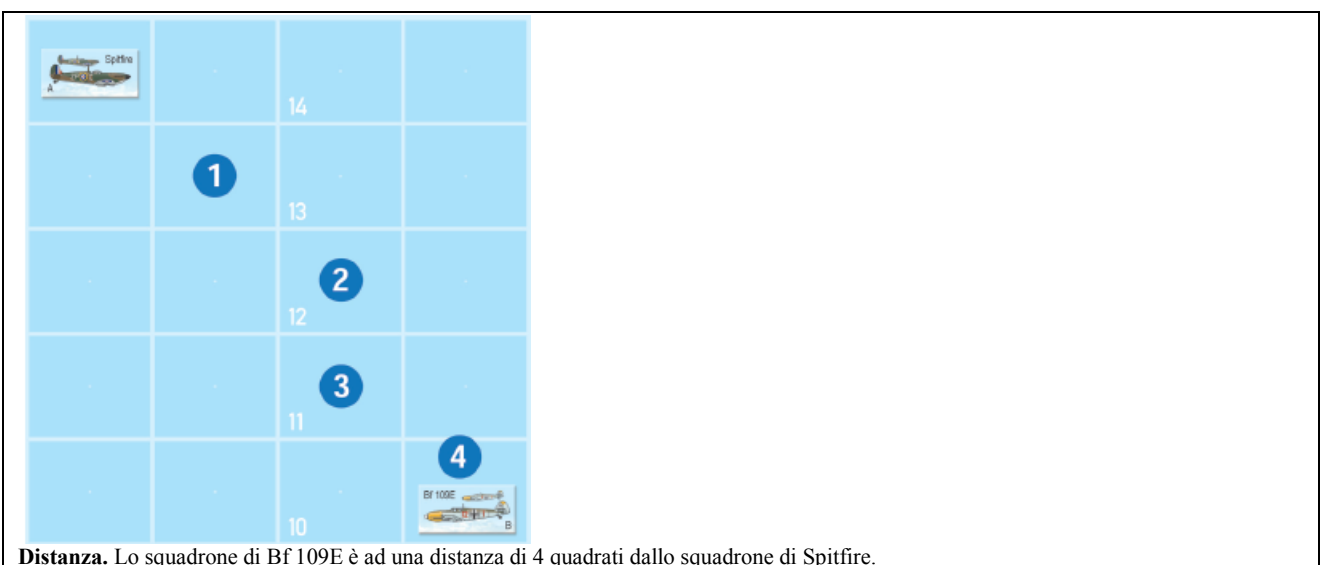 Spitfire
A
14
1
13
2
12
3
11
4
Bf 109E
B
10
Distanza. Lo squadrone di Bf 109E è ad una distanza di 4 quadrati dallo squadrone di Spitfire.